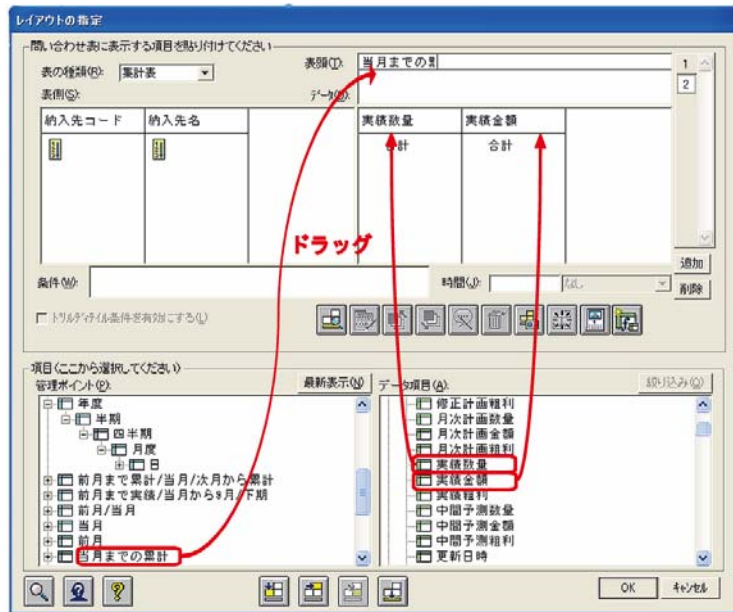 レイアウトの指定
問い合わせ表に表示する項目を貼り付けてください
表の種類(R): 集計表
表頭(T): 当月までの累
1
2
表側(S):
データ(D):
納入先コード 納入先名 実績数量 実績金額
合計 合計
ドラッグ
条件(W):
時間(J): なし
追加
削除
ドリルディテイル条件を有効にする(L)
項目(ここから選択してください)
管理ポイント(P): 最新表示(N) データ項目(A): 絞り込み(Q)
年度
半期
四半期
月度
日
前月まで累計/当月/次月から累計
前月まで実績/当月から9月/下期
前月/当月
当月
前月
当月までの累計
修正計画粗利
月次計画数量
月次計画金額
月次計画粗利
実績数量
実績金額
実績粗利
中間予測数量
中間予測金額
中間予測粗利
更新日時
OK キャンセル